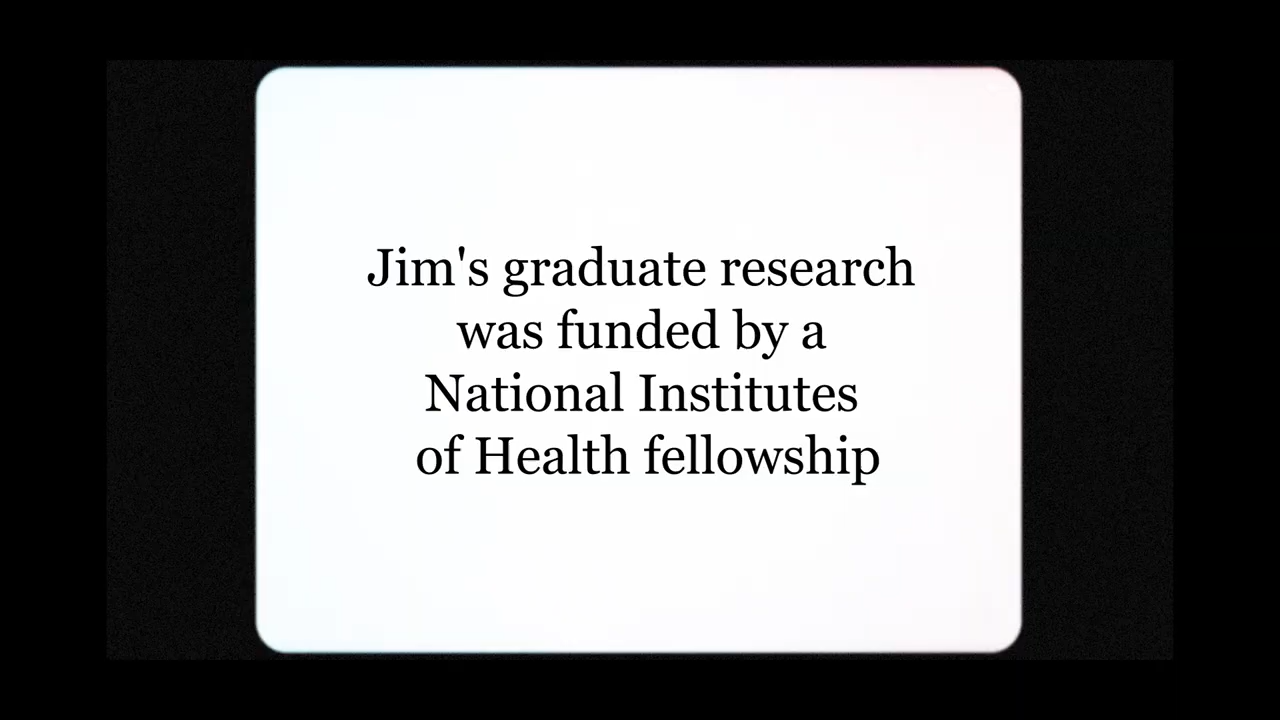 Jim's graduate research
was funded by a
National Institutes
of Health fellowship